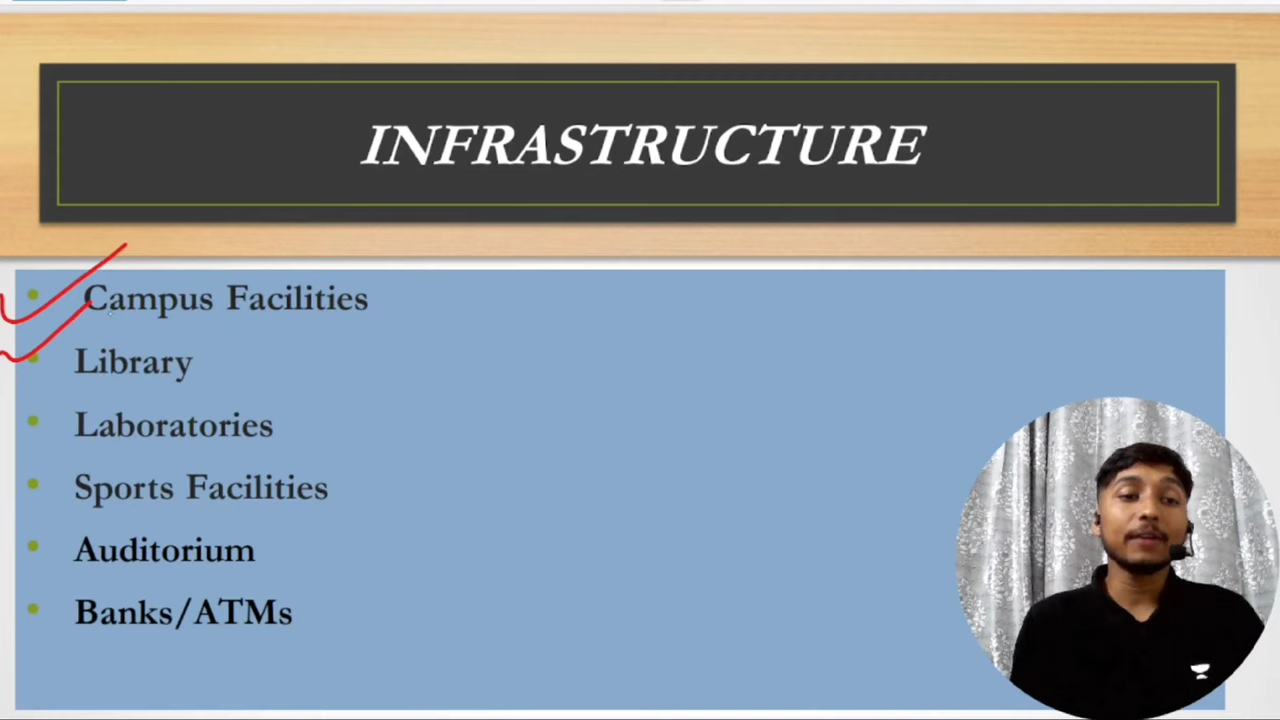 INFRASTRUCTURE
Campus Facilities
Library
Laboratories
Sports Facilities
Auditorium
Banks/ATMs